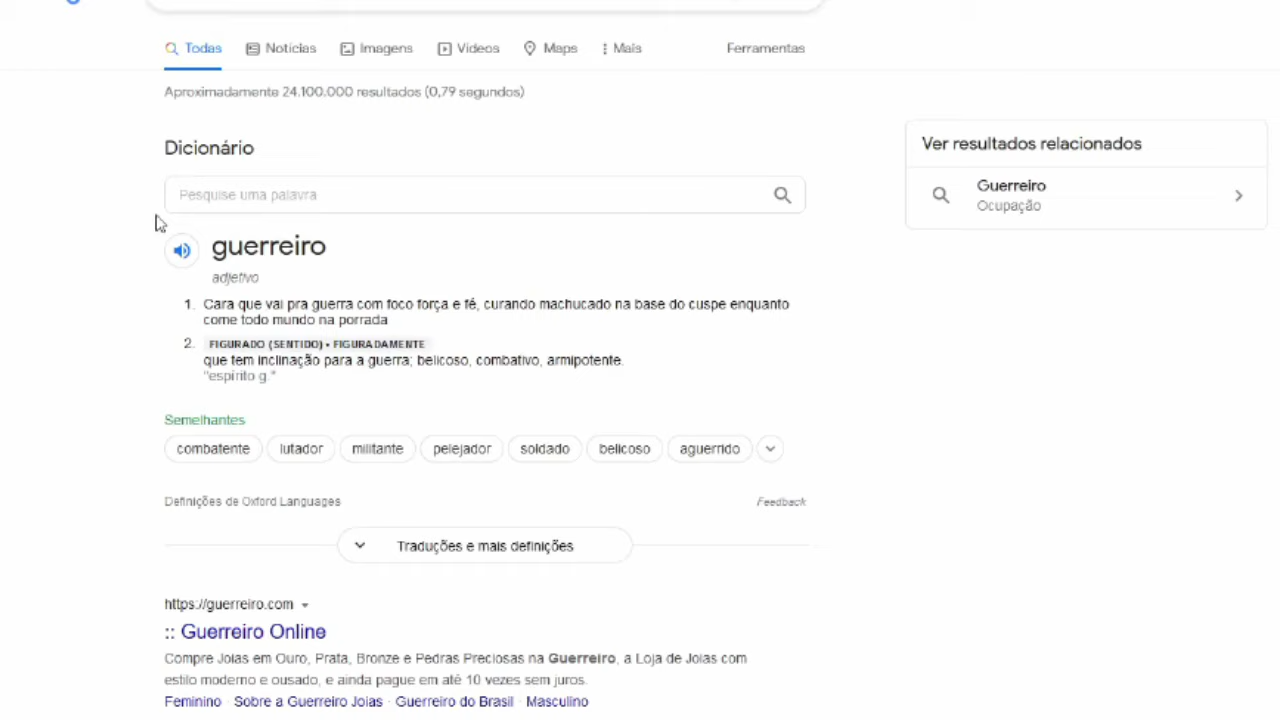 Todas Notícias Imagens Vídeos Maps Mais Ferramentas
Aproximadamente 24.100.000 resultados (0,79 segundos)
Dicionário
Pesquise uma palavra
guerreiro
adjetivo
1. Cara que vai pra guerra com foco força e fé, curando machucado na base do cuspe enquanto
come todo mundo na porrada
2. FIGURADO (SENTIDO) • FIGURADAMENTE
que tem inclinação para a guerra; belicoso, combativo, armipotente.
"espírito g."
Semelhantes
combatente lutador militante pelejador soldado belicoso aguerrido
Definições de Oxford Languages Feedback
Traduções e mais definições
https://guerreiro.com
:: Guerreiro Online
Compre Joias em Ouro, Prata, Bronze e Pedras Preciosas na Guerreiro, a Loja de Joias com
estilo moderno e ousado, e ainda pague em até 10 vezes sem juros.
Feminino · Sobre a Guerreiro Joias · Guerreiro do Brasil · Masculino
Ver resultados relacionados
Guerreiro
Ocupação